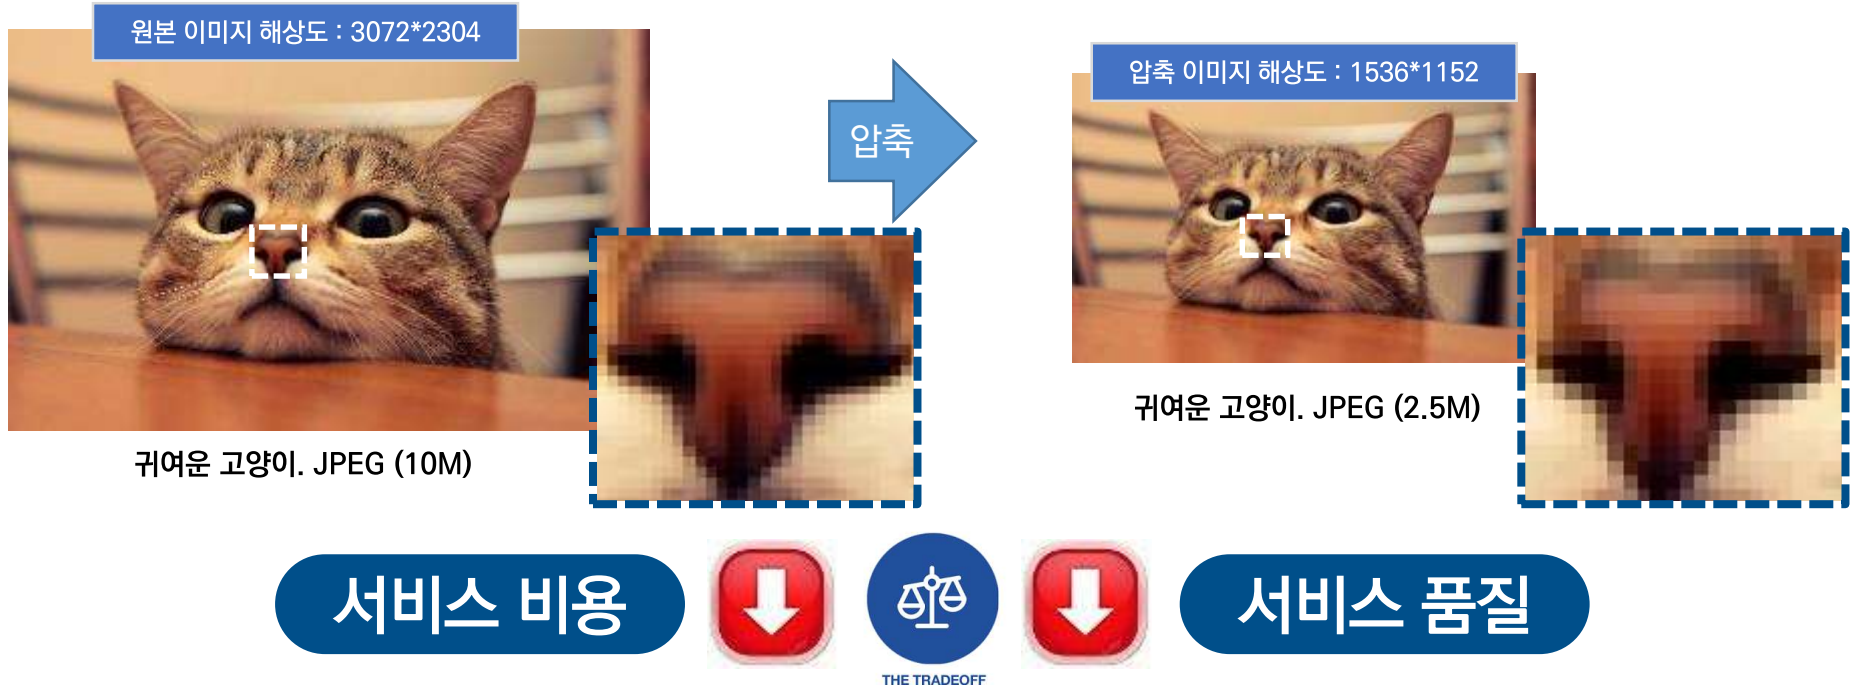 원본 이미지 해상도 : 3072*2304
압축 이미지 해상도 : 1536*1152
압축
귀여운 고양이. JPEG (10M)
귀여운 고양이. JPEG (2.5M)
서비스 비용
서비스 품질
THE TRADEOFF